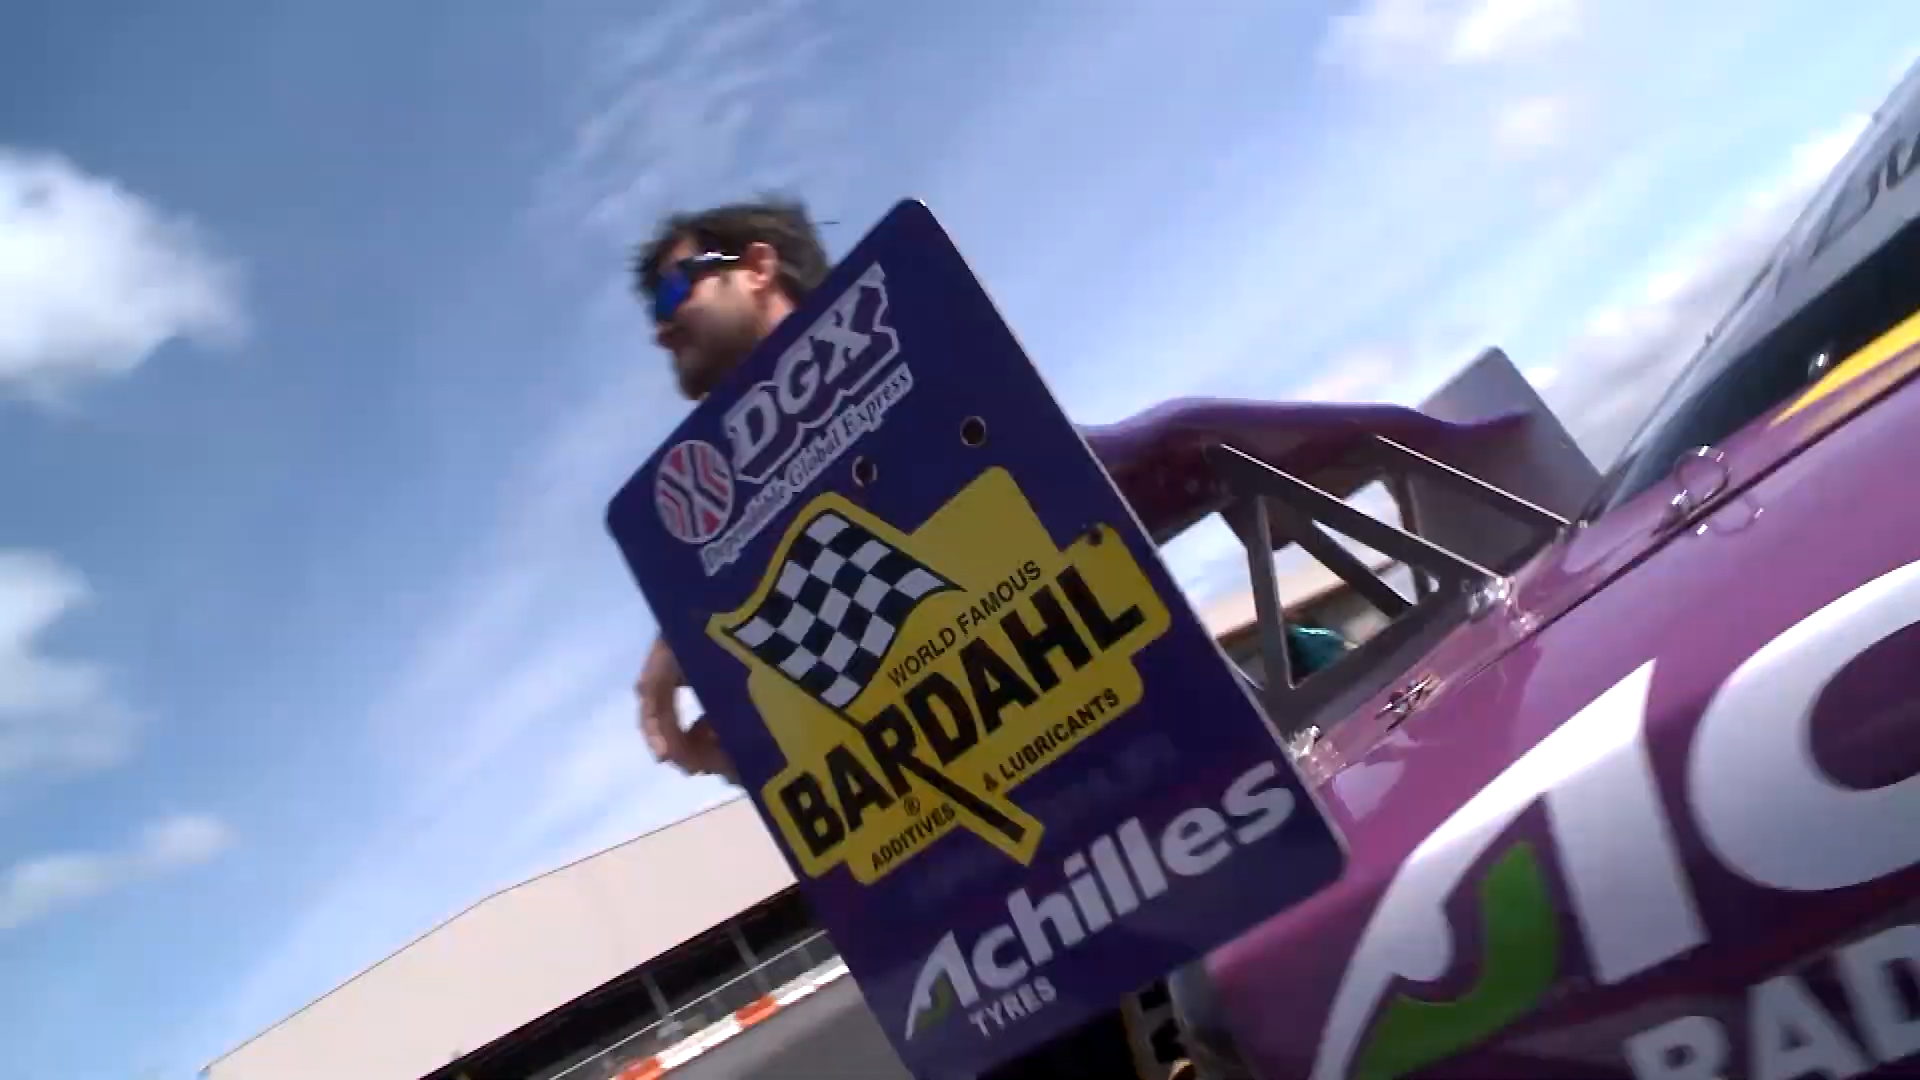 DGX
Dependable Global Express
WORLD FAMOUS
BARDAHL
®
ADDITIVES & LUBRICANTS
Achilles
TYRES